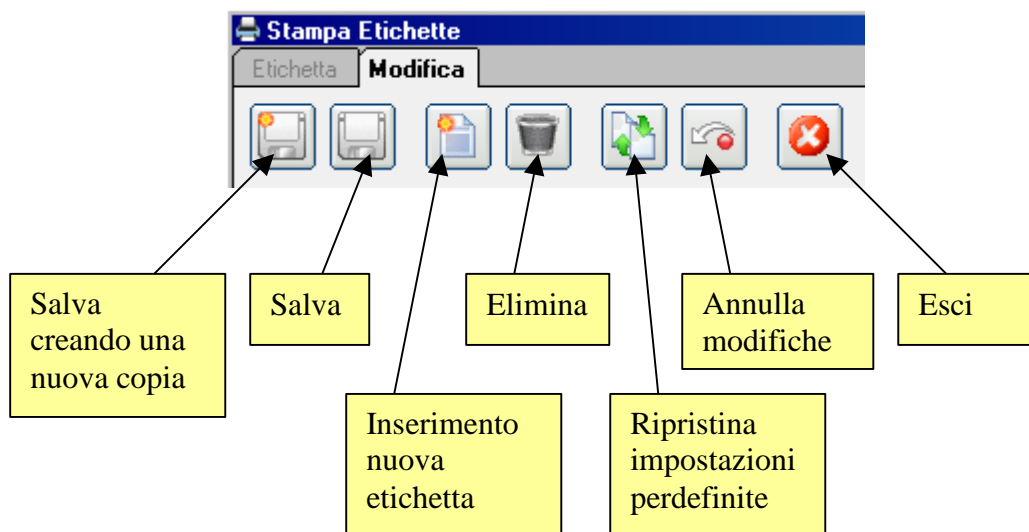 Stampa Etichette
Etichetta
Modifica
Salva
creando una
nuova copia
Salva
Elimina
Annulla
modifiche
Esci
Inserimento
nuova
etichetta
Ripristina
impostazioni
perdefinite